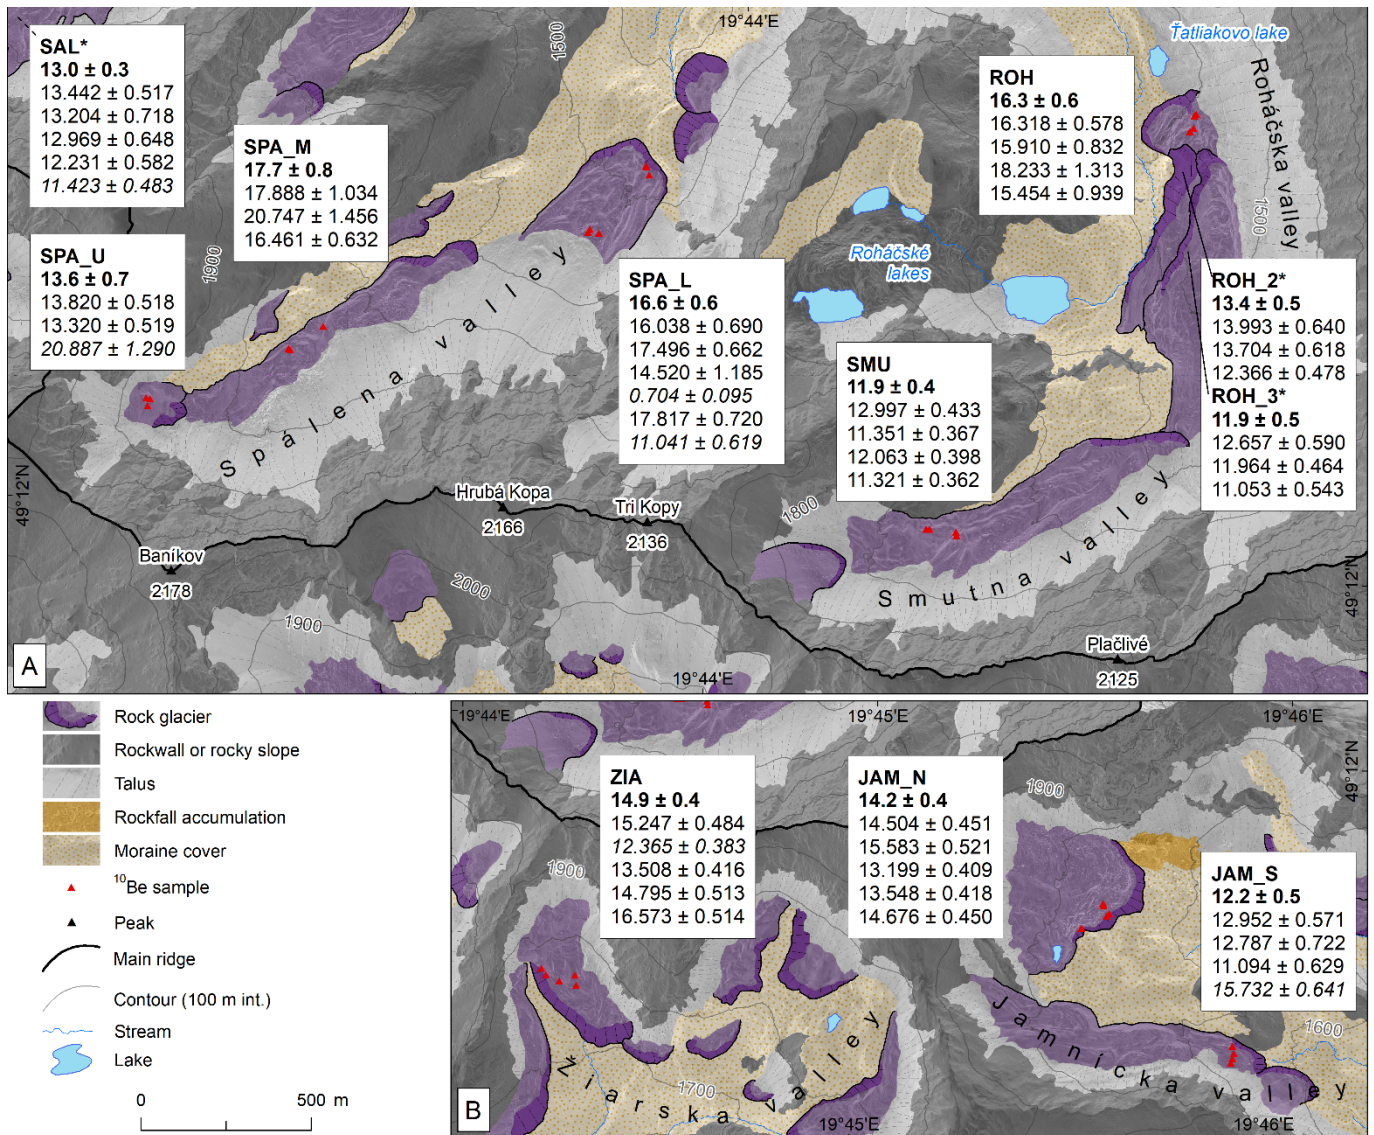 19°44'E
SAL*
13.0 ± 0.3
13.442 ± 0.517
13.204 ± 0.718
12.969 ± 0.648
12.231 ± 0.582
11.423 ± 0.483
1500
SPA_M
17.7 ± 0.8
17.888 ± 1.034
20.747 ± 1.456
16.461 ± 0.632
ROH
16.3 ± 0.6
16.318 ± 0.578
15.910 ± 0.832
18.233 ± 1.313
15.454 ± 0.939
Ťatliakovo lake
Roháčska valley
1500
SPA_U
13.6 ± 0.7
13.820 ± 0.518
13.320 ± 0.519
20.887 ± 1.290
1900
Spálena valley
SPA_L
16.6 ± 0.6
16.038 ± 0.690
17.496 ± 0.662
14.520 ± 1.185
0.704 ± 0.095
17.817 ± 0.720
11.041 ± 0.619
Roháčské
lakes
SMU
11.9 ± 0.4
12.997 ± 0.433
11.351 ± 0.367
12.063 ± 0.398
11.321 ± 0.362
ROH_2*
13.4 ± 0.5
13.993 ± 0.640
13.704 ± 0.618
12.366 ± 0.478
ROH_3*
11.9 ± 0.5
12.657 ± 0.590
11.964 ± 0.464
11.053 ± 0.543
49°12'N
Baníkov
2178
Hrubá Kopa
2166
Tri Kopy
2136
1800
Smutna valley
49°12'N
2000
1900
Plačlivé
2125
19°44'E
A
Rock glacier
Rockwall or rocky slope
Talus
Rockfall accumulation
Moraine cover
10Be sample
Peak
Main ridge
Contour (100 m int.)
Stream
Lake
0 500 m
19°44'E
19°45'E
19°46'E
49°12'N
ZIA
14.9 ± 0.4
15.247 ± 0.484
12.365 ± 0.383
13.508 ± 0.416
14.795 ± 0.513
16.573 ± 0.514
JAM_N
14.2 ± 0.4
14.504 ± 0.451
15.583 ± 0.521
13.199 ± 0.409
13.548 ± 0.418
14.676 ± 0.450
1900
JAM_S
12.2 ± 0.5
12.952 ± 0.571
12.787 ± 0.722
11.094 ± 0.629
15.732 ± 0.641
1900
Žiarska valley
1700
Jamnícka valley
1600
19°45'E
19°46'E
B